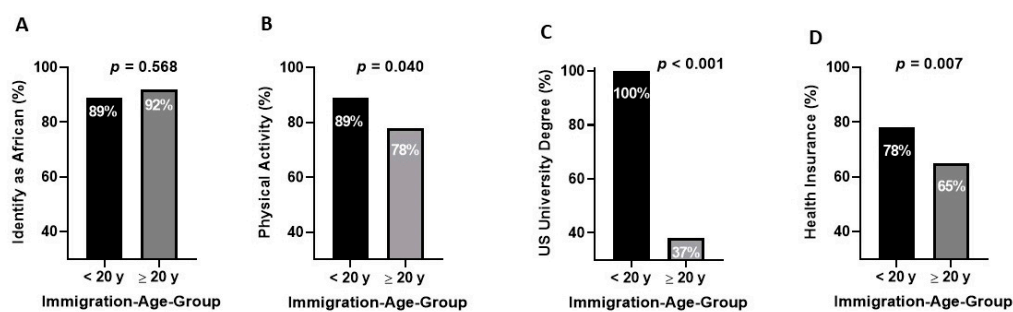 A
Identify as African (%)
p = 0.568
100
80
60
40
89%
92%
< 20 y ≥ 20 y
Immigration-Age-Group
B
Physical Activity (%)
p = 0.040
100
80
60
40
89%
78%
< 20 y ≥ 20 y
Immigration-Age-Group
C
US University Degree (%)
p < 0.001
100
80
60
40
100%
37%
< 20 y ≥ 20 y
Immigration-Age-Group
D
Health Insurance (%)
p = 0.007
100
80
60
40
78%
65%
< 20 y ≥ 20 y
Immigration-Age-Group